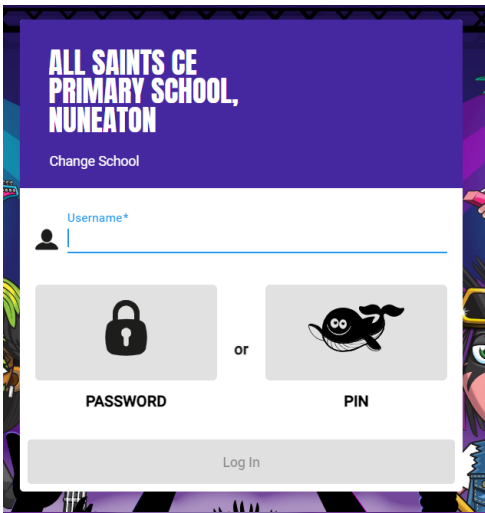 ALL SAINTS CE
PRIMARY SCHOOL,
NUNEATON
Change School
Username*
or
PASSWORD
PIN
Log In